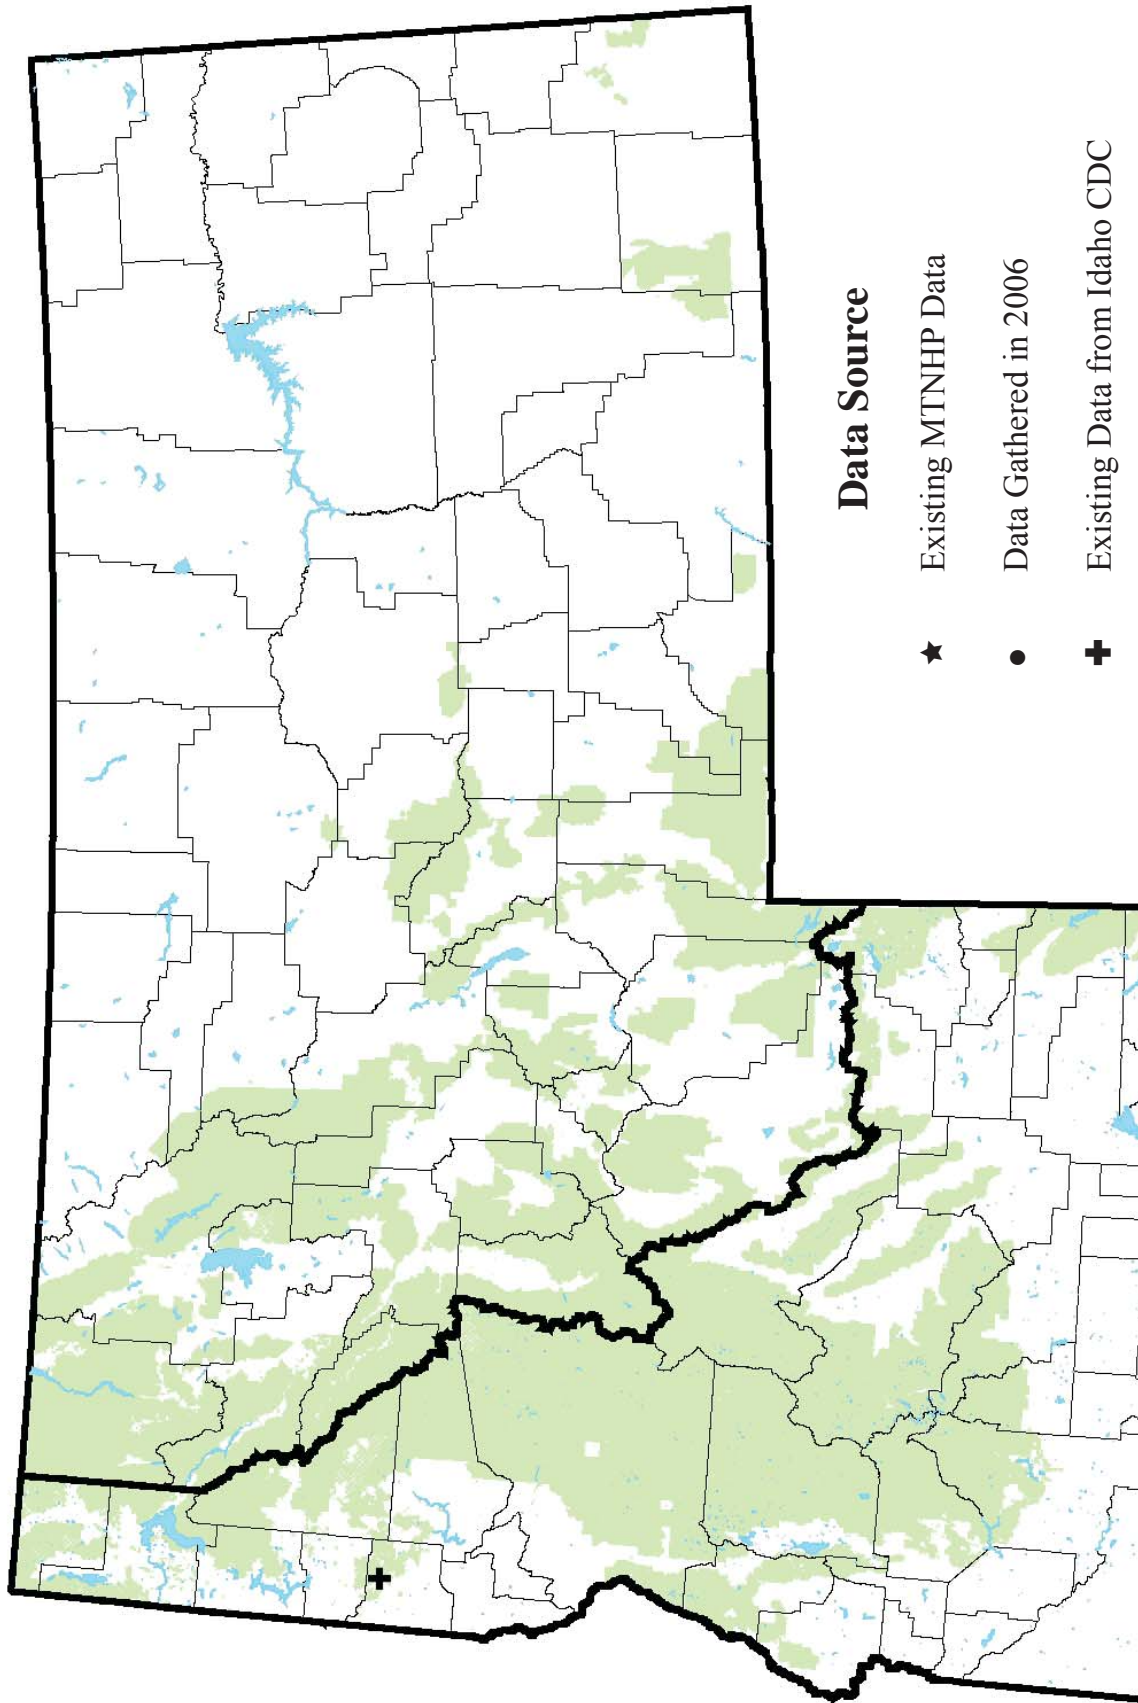 Data Source
Existing MTNHP Data
Data Gathered in 2006
Existing Data from Idaho CDC